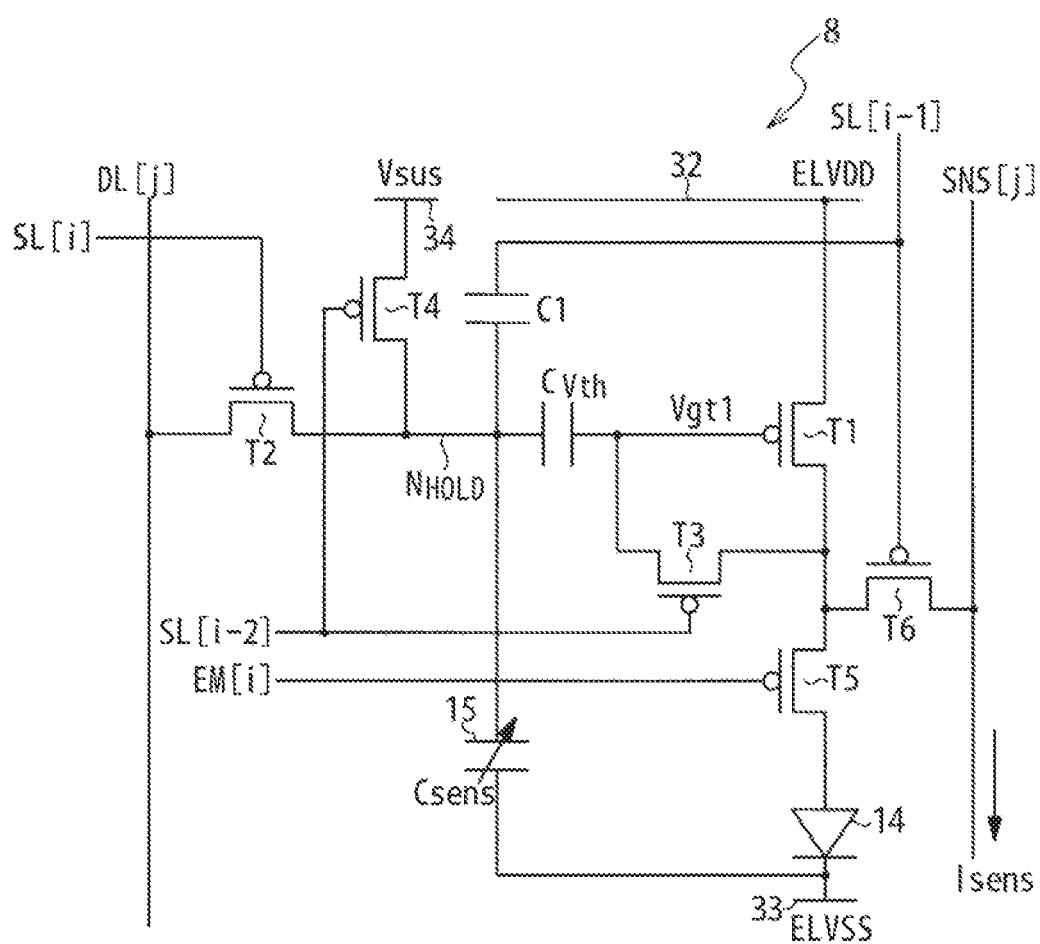 8
SL[i-1]
DL[j]
Vsus
32
ELVDD
SNS[j]
SL[i]
34
T4
C1
CVth
Vgt1
T1
T2
NHOLD
T3
T6
SL[i-2]
EM[i]
T5
15
Csens
14
Isens
33
ELVSS